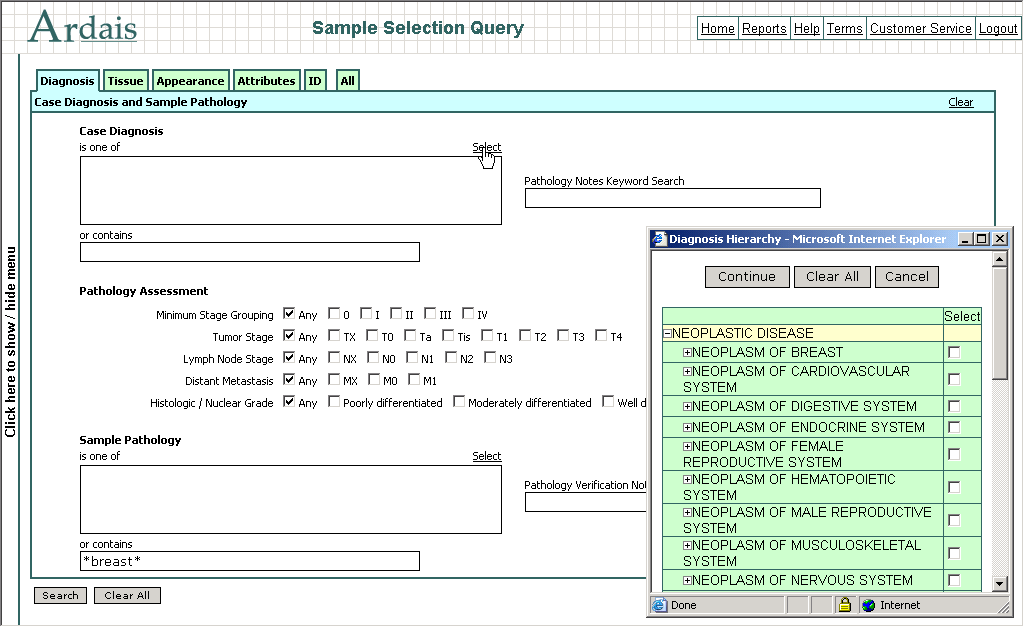 Ardais
Sample Selection Query
Home Reports Help Terms Customer Service Logout
Click here to show / hide menu
Diagnosis Tissue Appearance Attributes ID All
Case Diagnosis and Sample Pathology Clear
Case Diagnosis
is one of Select
Pathology Notes Keyword Search
or contains
Pathology Assessment
Minimum Stage Grouping Any 0 I II III IV
Tumor Stage Any TX T0 Ta Tis T1 T2 T3 T4
Lymph Node Stage Any NX N0 N1 N2 N3
Distant Metastasis Any MX M0 M1
Histologic / Nuclear Grade Any Poorly differentiated Moderately differentiated Well d
Sample Pathology
is one of Select
Pathology Verification Not
or contains
*breast*
Search Clear All
Diagnosis Hierarchy - Microsoft Internet Explorer
Continue Clear All Cancel
Select
NEOPLASTIC DISEASE
NEOPLASM OF BREAST
NEOPLASM OF CARDIOVASCULAR
SYSTEM
NEOPLASM OF DIGESTIVE SYSTEM
NEOPLASM OF ENDOCRINE SYSTEM
NEOPLASM OF FEMALE
REPRODUCTIVE SYSTEM
NEOPLASM OF HEMATOPOIETIC
SYSTEM
NEOPLASM OF MALE REPRODUCTIVE
SYSTEM
NEOPLASM OF MUSCULOSKELETAL
SYSTEM
NEOPLASM OF NERVOUS SYSTEM
Done Internet